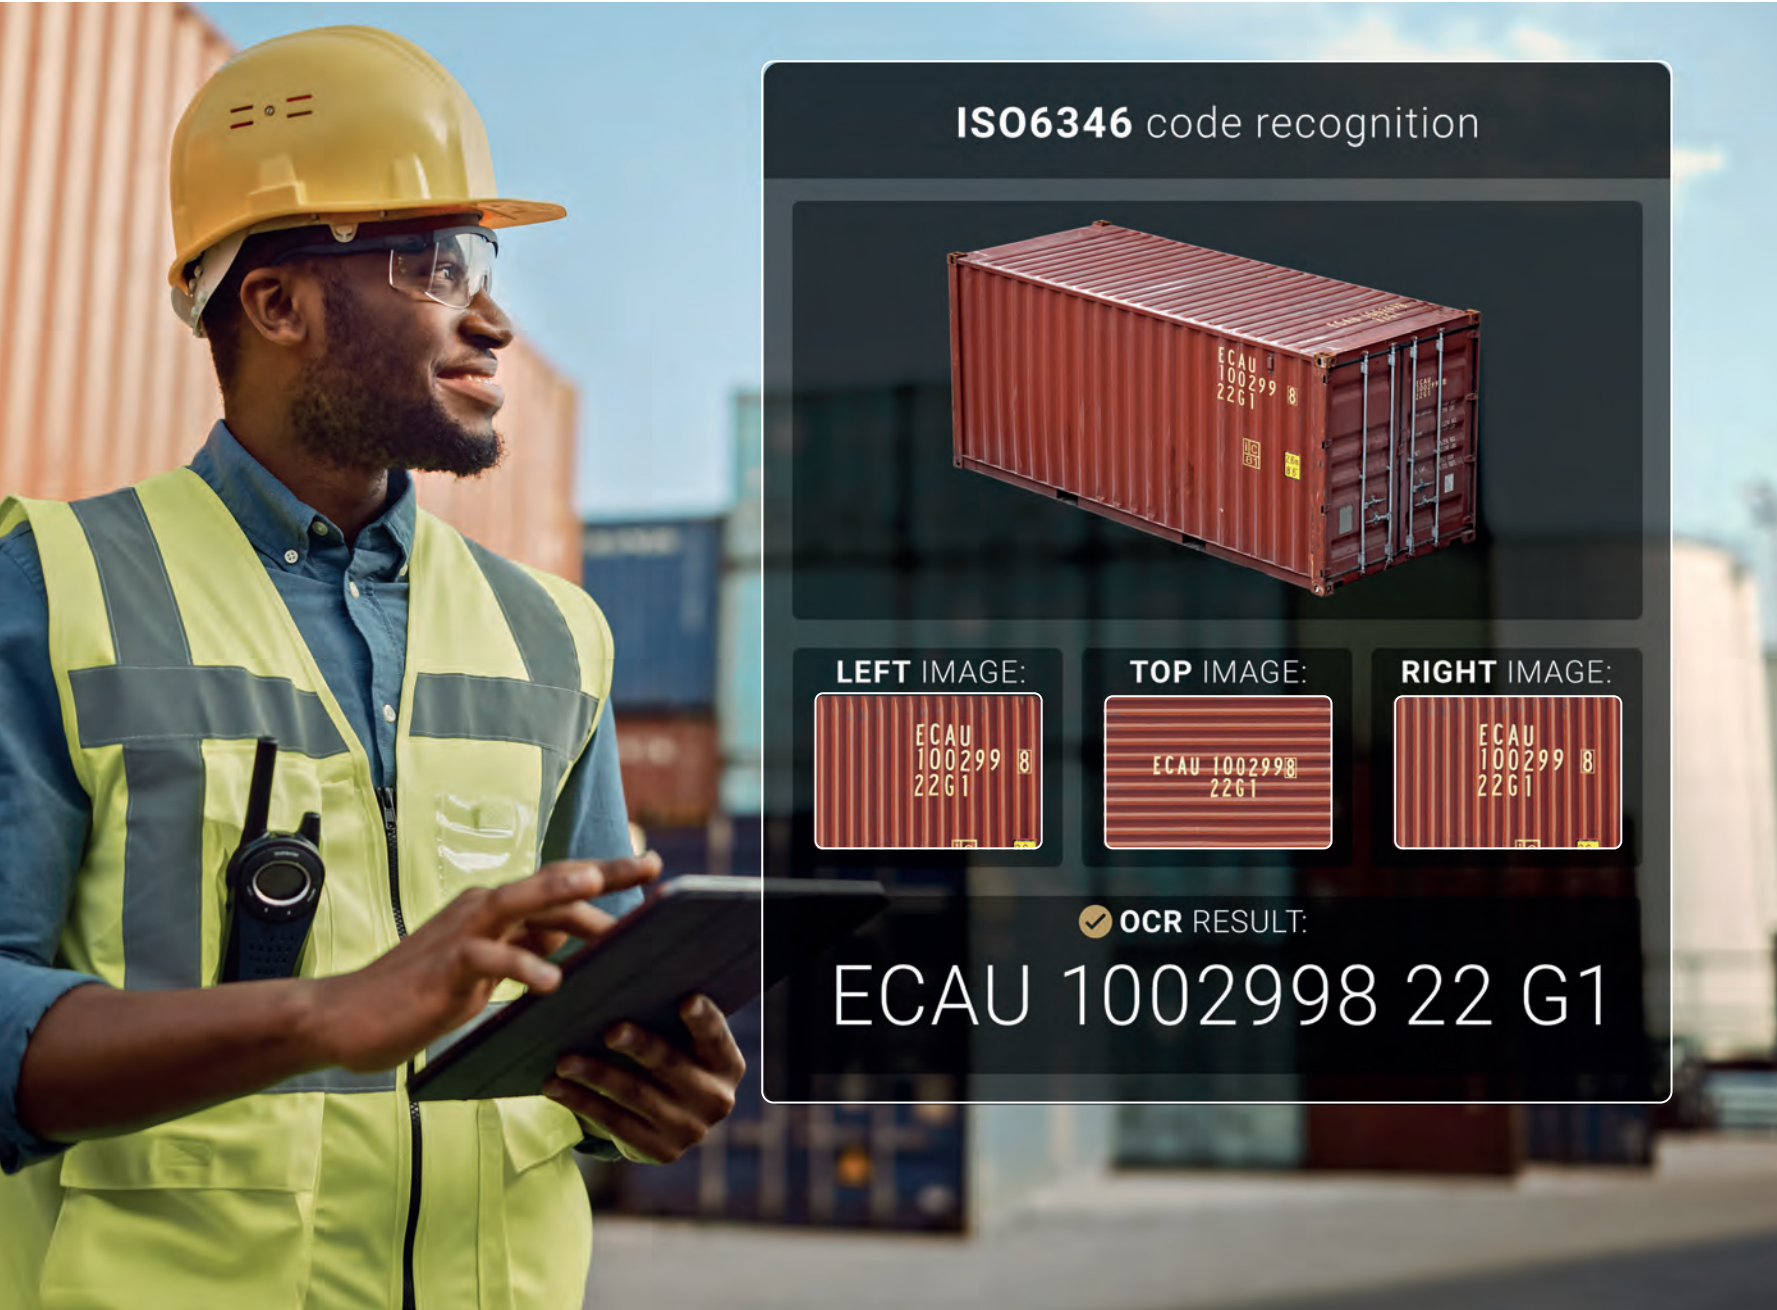 ISO6346 code recognition
ECAU
100299 8
22G1
LEFT IMAGE:
ECAU
100299 8
22G1
TOP IMAGE:
ECAU 1002998
22G1
RIGHT IMAGE:
ECAU
100299 8
22G1
OCR RESULT:
ECAU 1002998 22 G1